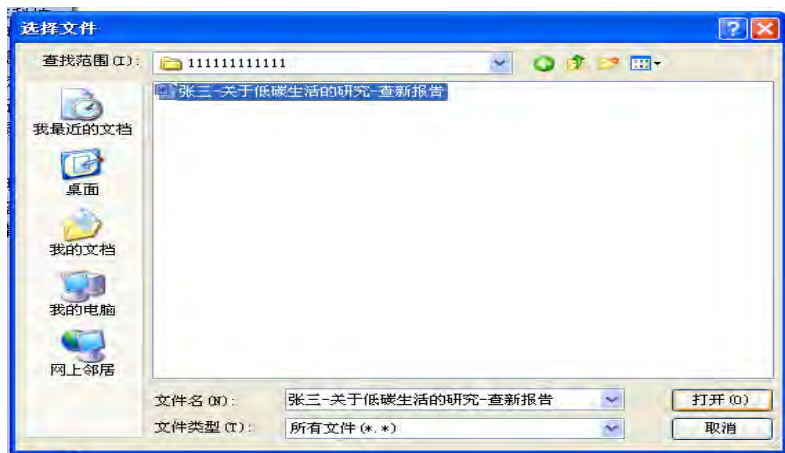 选择文件
查找范围(I):
111111111111
张三-关于低碳生活的研究-查新报告
我最近的文档
桌面
我的文档
我的电脑
网上邻居
文件名(N):
张三-关于低碳生活的研究-查新报告
打开(O)
文件类型(T):
所有文件(*.*)
取消